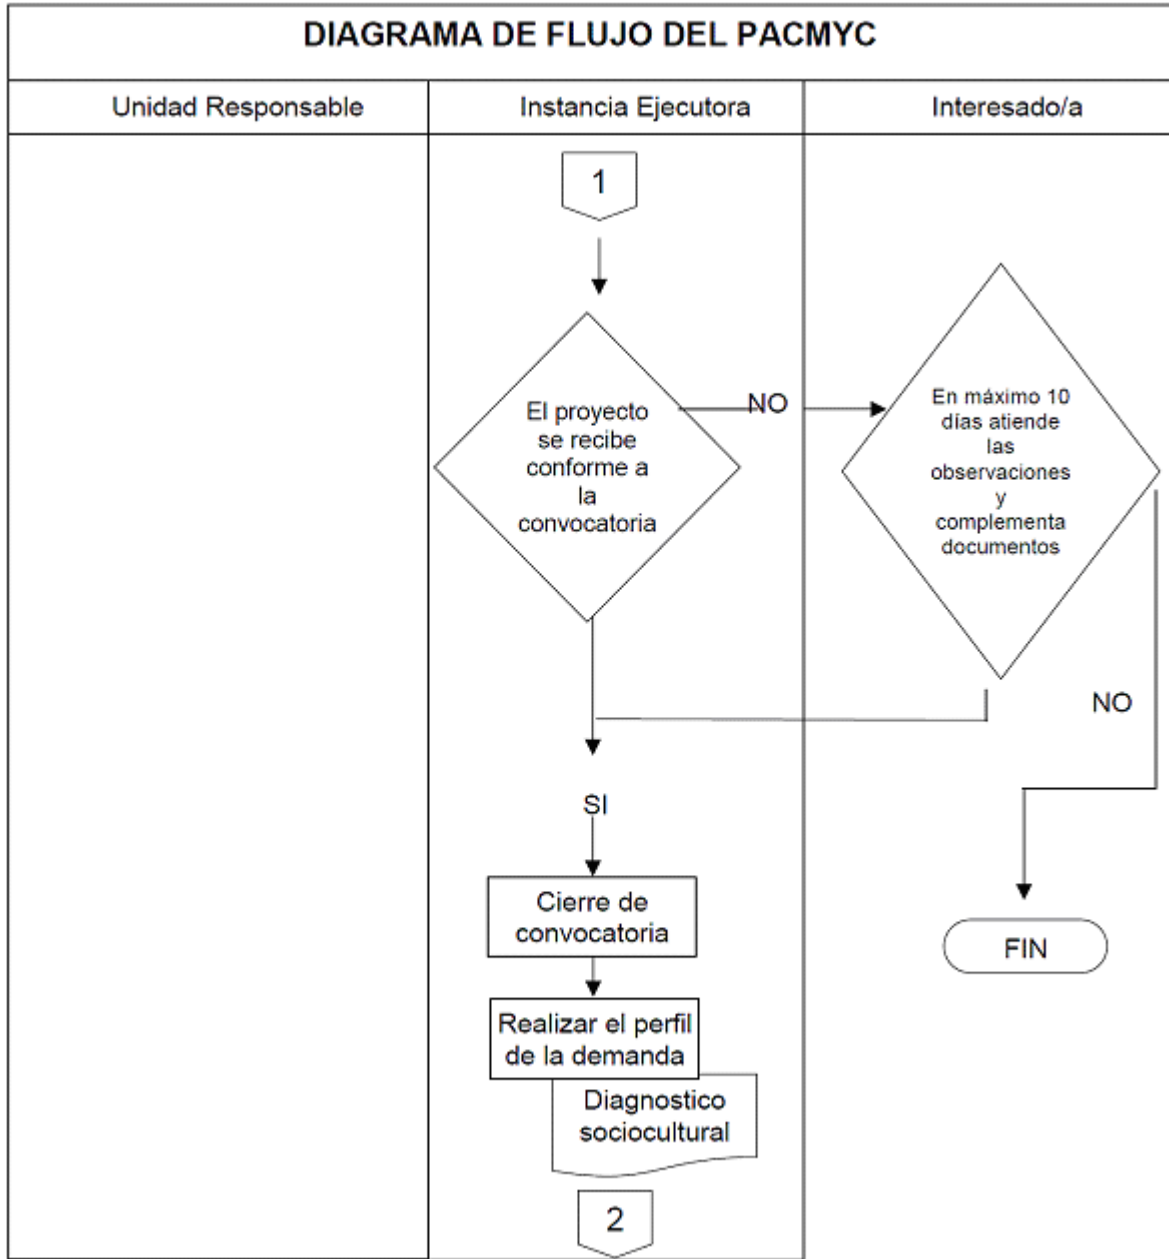 DIAGRAMA DE FLUJO DEL PACMYC
Unidad Responsable
Instancia Ejecutora
Interesado/a
1
El proyecto
se recibe
conforme a
la
convocatoria
NO
En máximo 10
días atiende
las
observaciones
y
complementa
documentos
NO
SI
Cierre de
convocatoria
FIN
Realizar el perfil
de la demanda
Diagnostico
sociocultural
2